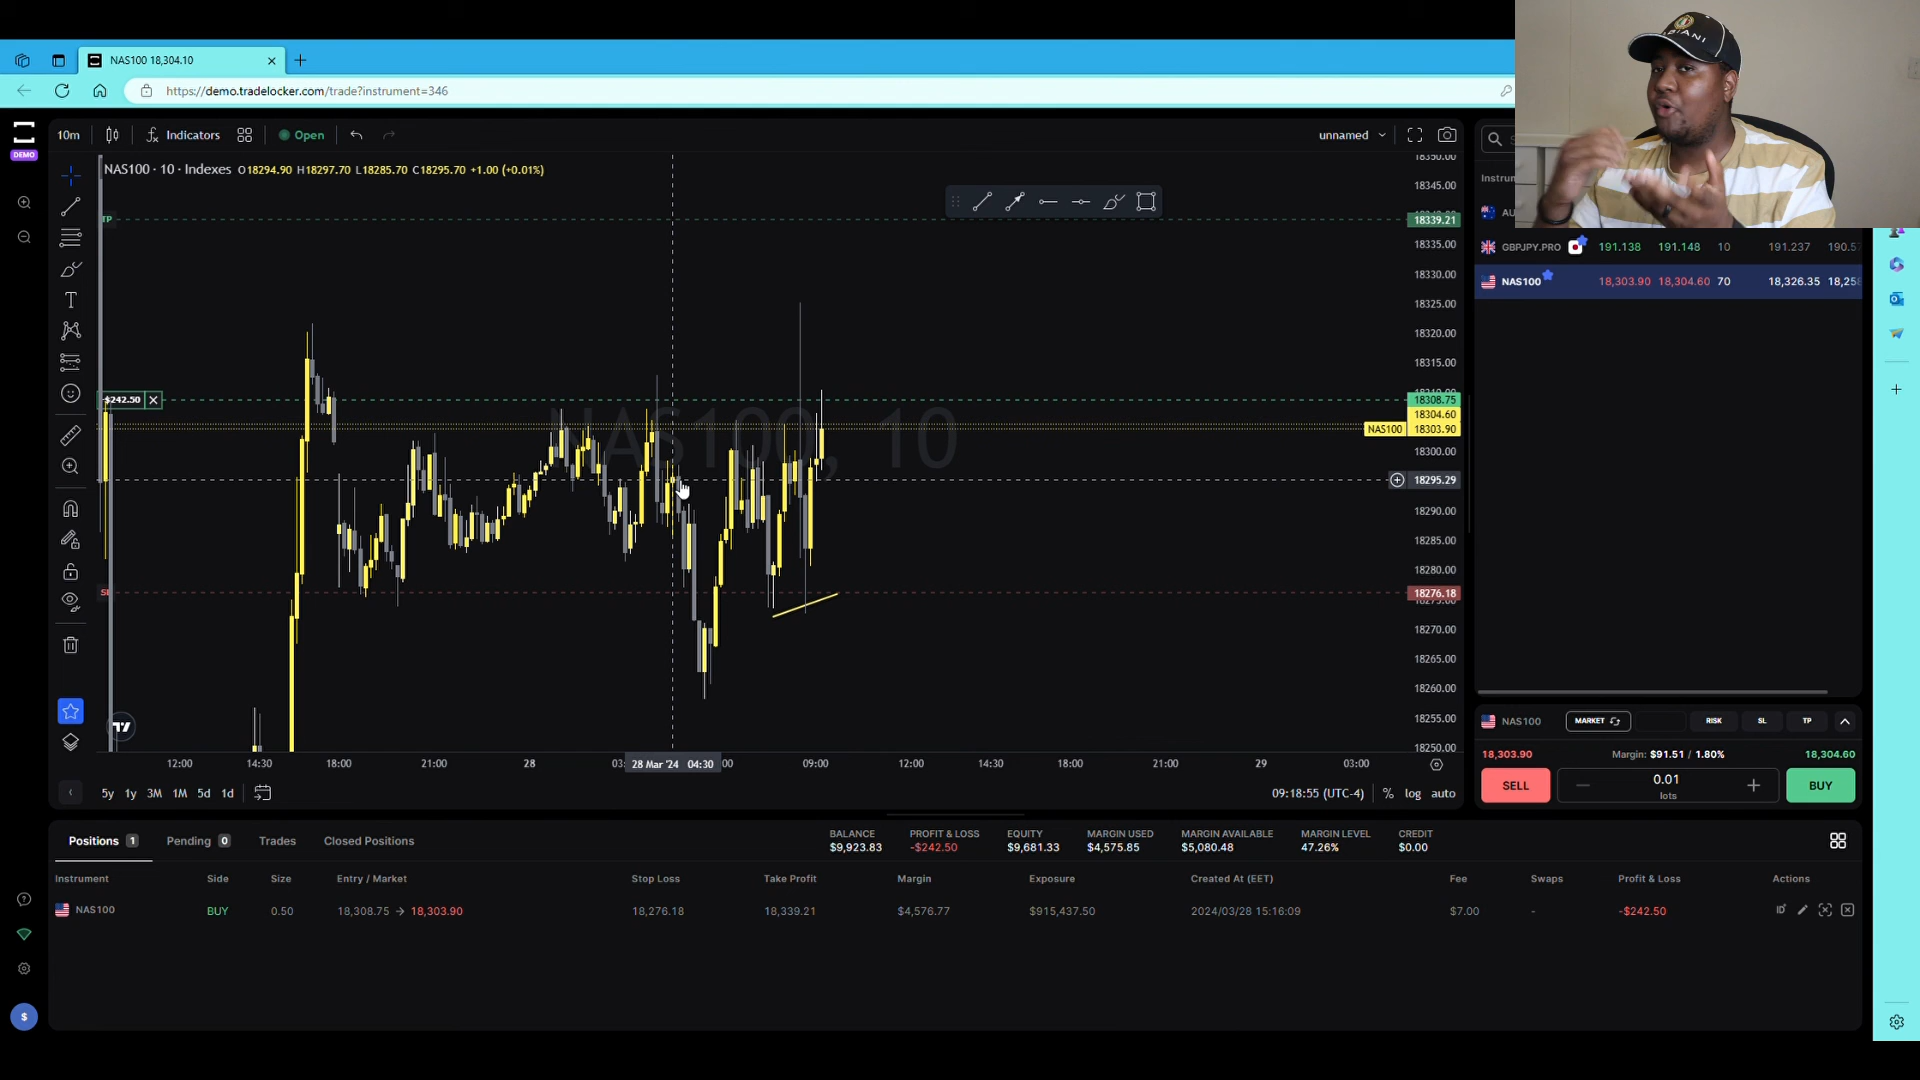 NAS100 18,304.10
https://demo.tradelocker.com/trade?instrument=346
DEMO
10m
Indicators
Open
unnamed
NAS100 · 10 · Indexes O18294.90 H18297.70 L18285.70 C18295.70 +1.00 (+0.01%)
TP
$242.50
NAS100, 10
18350.00
18345.00
18339.21
18335.00
18330.00
18325.00
18320.00
18315.00
18308.75
18304.60
NAS100 18303.90
18300.00
18295.29
18290.00
18285.00
18280.00
18276.18
18270.00
18265.00
18260.00
18255.00
18250.00
12:00 14:30 18:00 21:00 28 28 Mar '24 04:30 09:00 12:00 14:30 18:00 21:00 29 03:00
5y 1y 3M 1M 5d 1d
09:18:55 (UTC-4) % log auto
AU
GBPJPY.PRO 191.138 191.148 10 191.237 190.57
NAS100 18,303.90 18,304.60 70 18,326.35 18,258
NAS100 MARKET RISK SL TP
18,303.90 Margin: $91.51 / 1.80% 18,304.60
SELL 0.01 lots BUY
Positions 1 Pending 0 Trades Closed Positions
BALANCE PROFIT & LOSS EQUITY MARGIN USED MARGIN AVAILABLE MARGIN LEVEL CREDIT
$9,923.83 -$242.50 $9,681.33 $4,575.85 $5,080.48 47.26% $0.00
Instrument Side Size Entry / Market Stop Loss Take Profit Margin Exposure Created At (EET) Fee Swaps Profit & Loss Actions
NAS100 BUY 0.50 18,308.75 → 18,303.90 18,276.18 18,339.21 $4,576.77 $915,437.50 2024/03/28 15:16:09 $7.00 - -$242.50